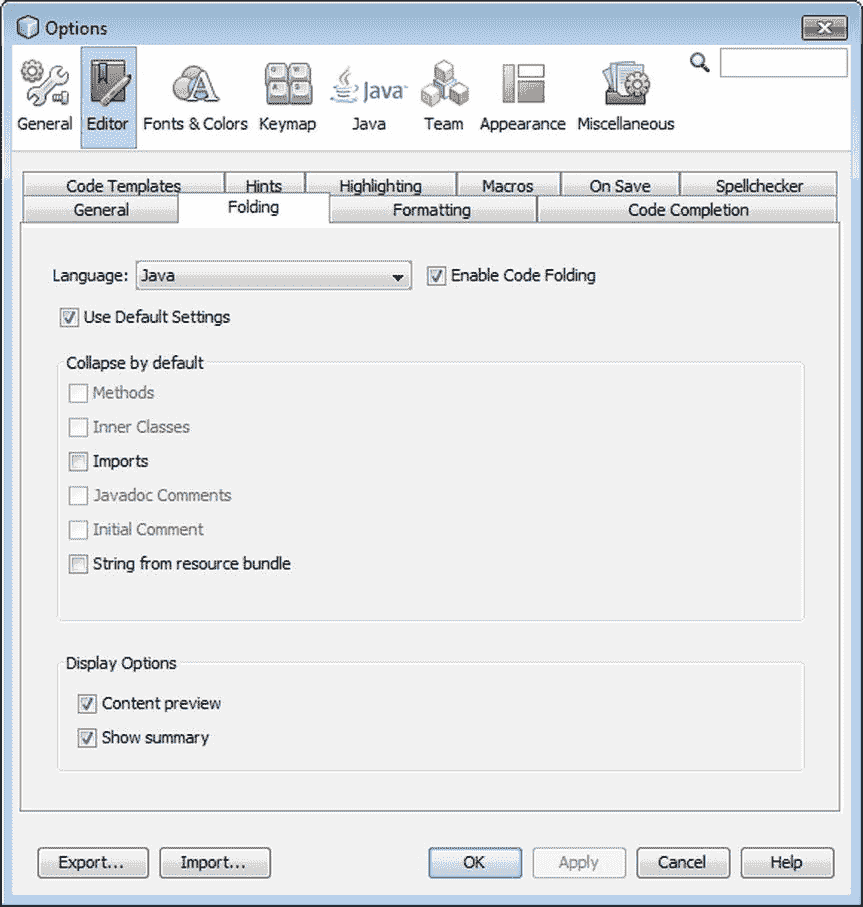 Options
Java
General Editor Fonts & Colors Keymap Java Team Appearance Miscellaneous
Code Templates Hints Highlighting Macros On Save Spellchecker
General Folding Formatting Code Completion
Language: Java Enable Code Folding
Use Default Settings
Collapse by default
Methods
Inner Classes
Imports
Javadoc Comments
Initial Comment
String from resource bundle
Display Options
Content preview
Show summary
Export... Import... OK Apply Cancel Help